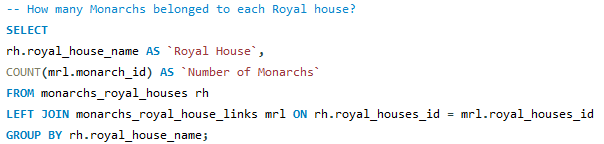 -- How many Monarchs belonged to each Royal house?
SELECT
rh.royal_house_name AS `Royal House`,
COUNT(mrl.monarch_id) AS `Number of Monarchs`
FROM monarchs_royal_houses rh
LEFT JOIN monarchs_royal_house_links mrl ON rh.royal_houses_id = mrl.royal_houses_id
GROUP BY rh.royal_house_name;